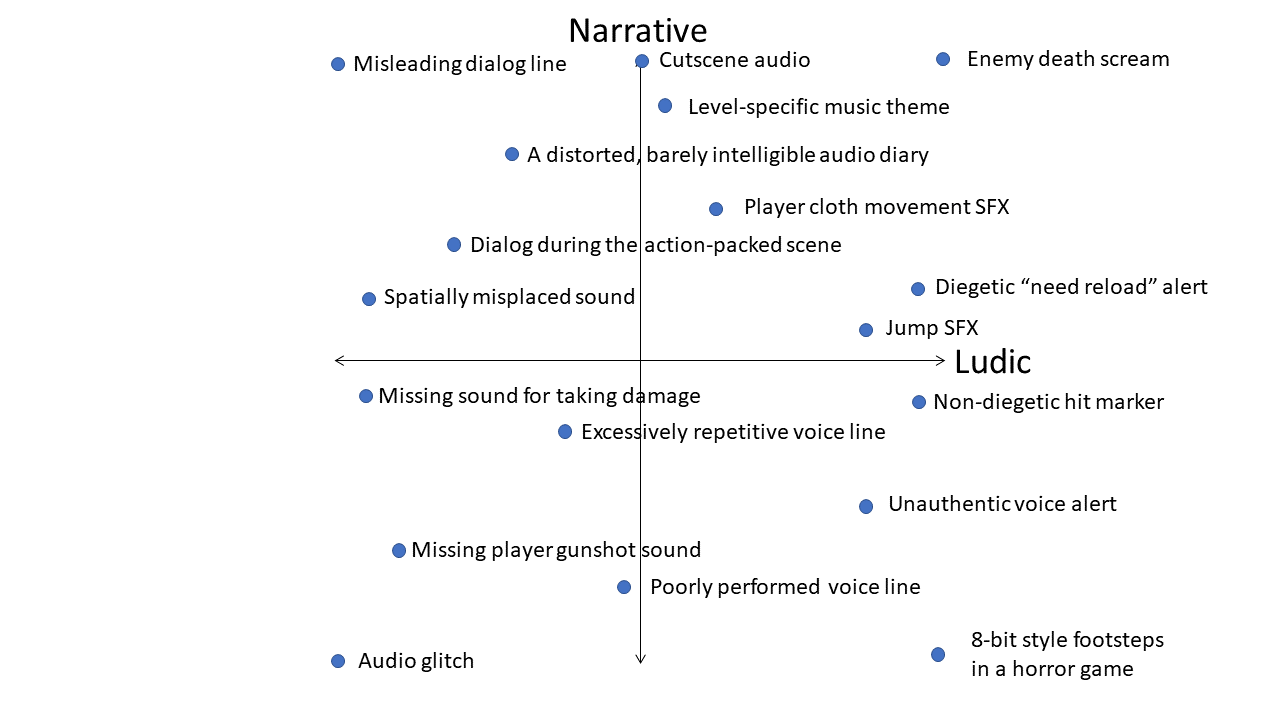 Narrative
Misleading dialog line
Cutscene audio
Enemy death scream
Level-specific music theme
A distorted, barely intelligible audio diary
Player cloth movement SFX
Dialog during the action-packed scene
Diegetic “need reload” alert
Spatially misplaced sound
Jump SFX
Ludic
Missing sound for taking damage
Non-diegetic hit marker
Excessively repetitive voice line
Unauthentic voice alert
Missing player gunshot sound
Poorly performed voice line
8-bit style footsteps
in a horror game
Audio glitch